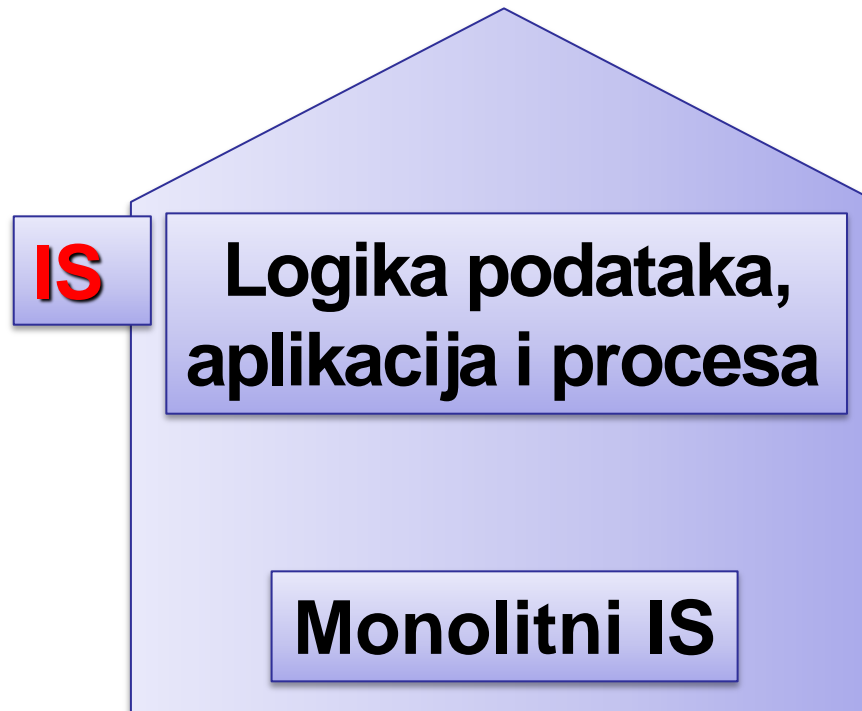 IS
Logika podataka,
aplikacija i procesa
Monolitni IS